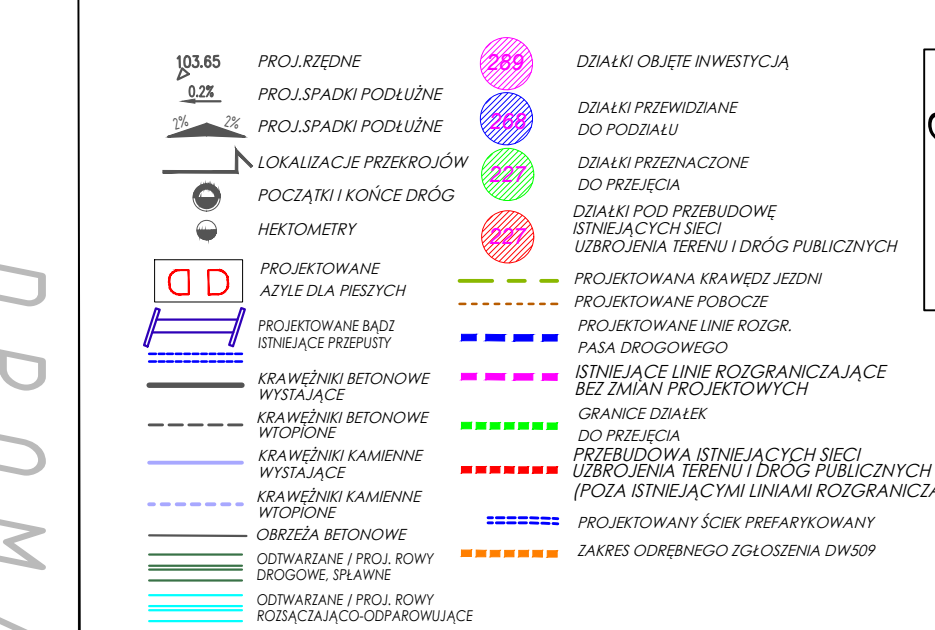 103.65
PROJ.RZĘDNE
0.2%
PROJ.SPADKI PODŁUŻNE
2% 2%
PROJ.SPADKI PODŁUŻNE
LOKALIZACJE PRZEKROJÓW
POCZĄTKI I KOŃCE DRÓG
HEKTOMETRY
PROJEKTOWANE
AZYLE DLA PIESZYCH
PROJEKTOWANE BĄDZ
ISTNIEJĄCE PRZEPUSTY
KRAWĘŻNIKI BETONOWE
WYSTAJĄCE
KRAWĘŻNIKI BETONOWE
WTOPIONE
KRAWĘŻNIKI KAMIENNE
WYSTAJĄCE
KRAWĘŻNIKI KAMIENNE
WTOPIONE
OBRZEŻA BETONOWE
ODTWARZANE / PROJ. ROWY
DROGOWE, SPŁAWNE
ODTWARZANE / PROJ. ROWY
ROZSĄCZAJĄCO-ODPAROWUJĄCE
289
DZIAŁKI OBJĘTE INWESTYCJĄ
268
DZIAŁKI PRZEWIDZIANE
DO PODZIAŁU
227
DZIAŁKI PRZEZNACZONE
DO PRZEJĘCIA
227
DZIAŁKI POD PRZEBUDOWĘ
ISTNIEJĄCYCH SIECI
UZBROJENIA TERENU I DRÓG PUBLICZNYCH
PROJEKTOWANA KRAWĘDZ JEZDNI
PROJEKTOWANE POBOCZE
PROJEKTOWANE LINIE ROZGR.
PASA DROGOWEGO
ISTNIEJĄCE LINIE ROZGRANICZAJĄCE
BEZ ZMIAN PROJEKTOWYCH
GRANICE DZIAŁEK
DO PRZEJĘCIA
PRZEBUDOWA ISTNIEJĄCYCH SIECI
UZBROJENIA TERENU I DRÓG PUBLICZNYCH
(POZA ISTNIEJĄCYMI LINIAMI ROZGRANICZA
PROJEKTOWANY ŚCIEK PREFARYKOWANY
ZAKRES ODRĘBNEGO ZGŁOSZENIA DW509